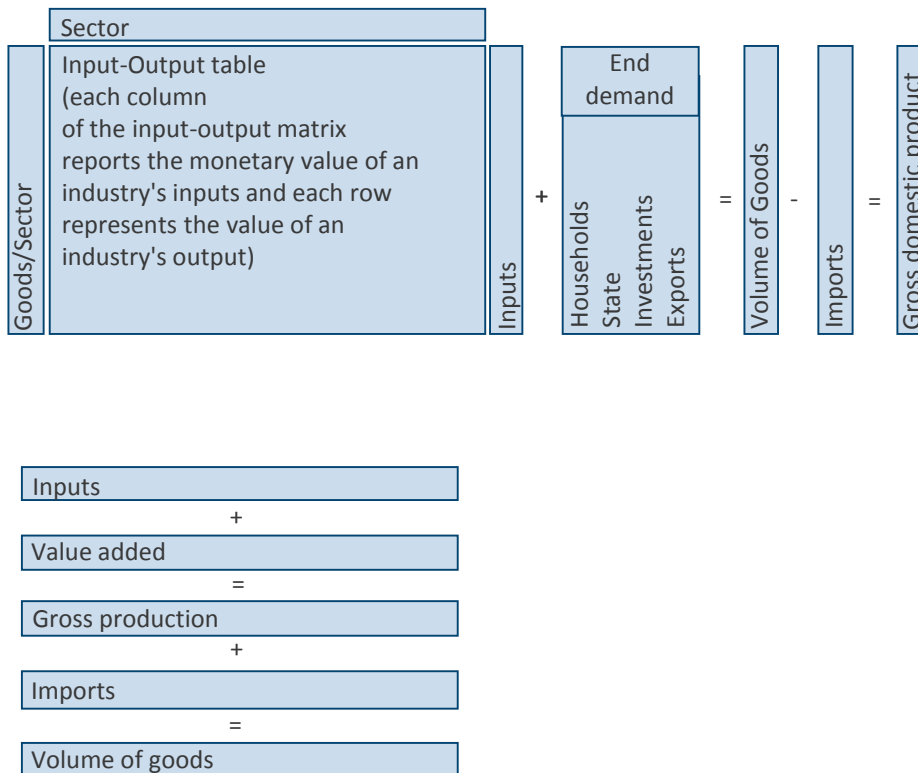 Sector
Goods/Sector
Input-Output table
(each column
of the input-output matrix
reports the monetary value of an
industry's inputs and each row
represents the value of an
industry's output)
Inputs
+
End
demand
Households
State
Investments
Exports
=
Volume of Goods
-
Imports
=
Gross domestic product
Inputs
+
Value added
=
Gross production
+
Imports
=
Volume of goods